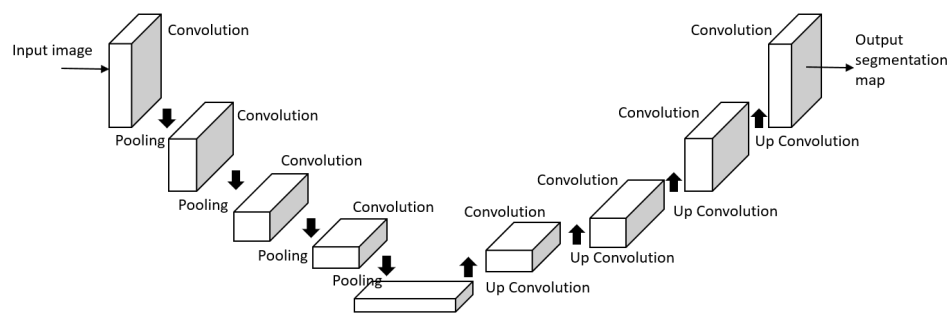 Input image
Convolution
Pooling
Convolution
Pooling
Convolution
Pooling
Convolution
Pooling
Up Convolution
Convolution
Up Convolution
Convolution
Up Convolution
Convolution
Up Convolution
Convolution
Output
segmentation
map